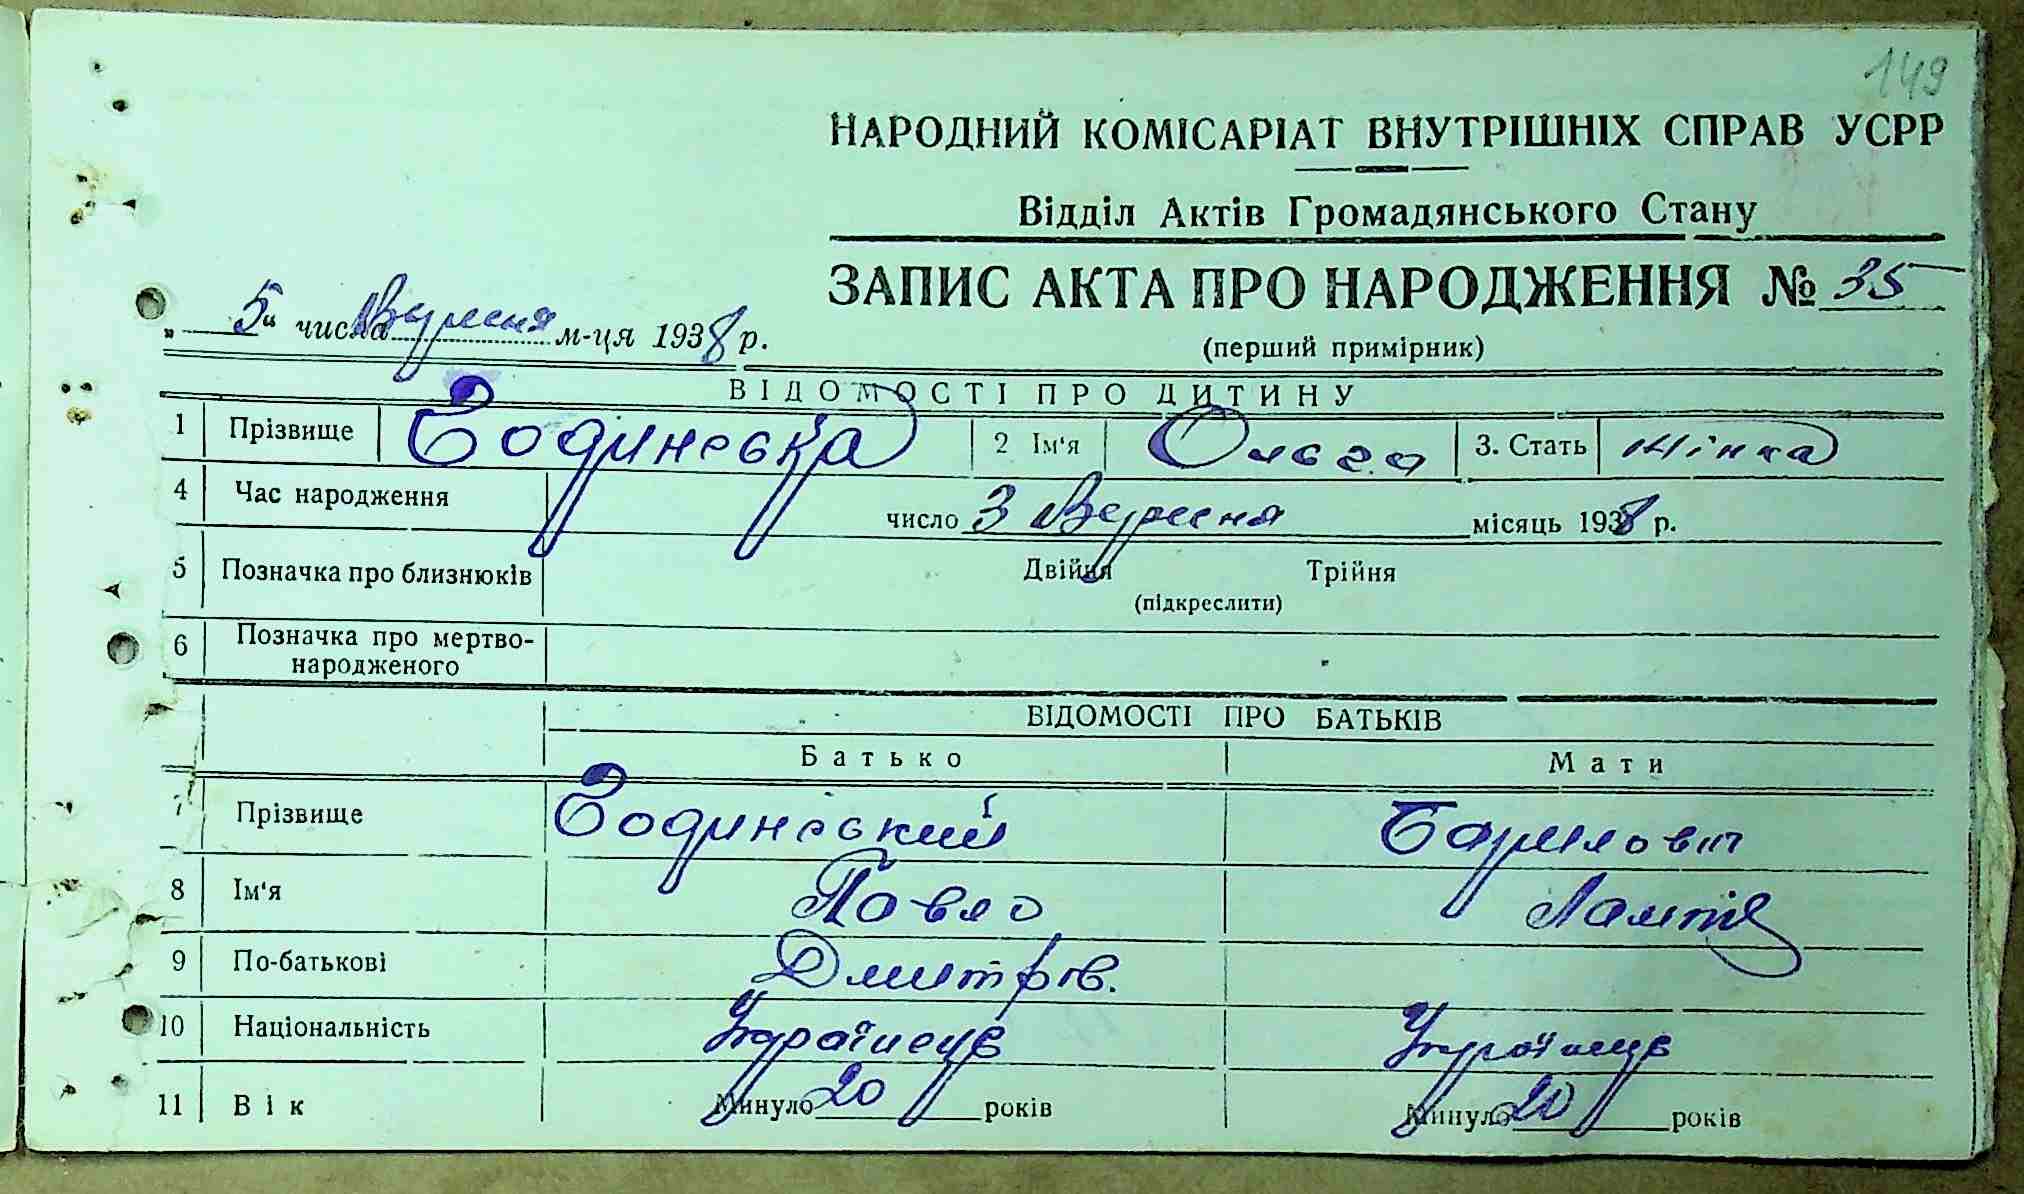 149
НАРОДНИЙ КОМІСАРІАТ ВНУТРІШНІХ СПРАВ УСРР
Відділ Актів Громадянського Стану
ЗАПИС АКТА ПРО НАРОДЖЕННЯ № 35
„ 5 “ числа Вересня м-ця 1938 р.
(перший примірник)
ВІДОМОСТІ ПРО ДИТИНУ
1 Прізвище Годинська 2 Ім'я Ольга 3. Стать жінка
4 Час народження число 3 Вересня місяць 1938 р.
5 Позначка про близнюків Двійня Трійня
(підкреслити)
6 Позначка про мертво-
народженого
ВІДОМОСТІ ПРО БАТЬКІВ
Батько Мати
7 Прізвище Годинський
8 Ім'я Павло
9 По-батькові Дмитрів.
10 Національність Українець Українець
11 Вік Минуло 20 років Минуло 20 років